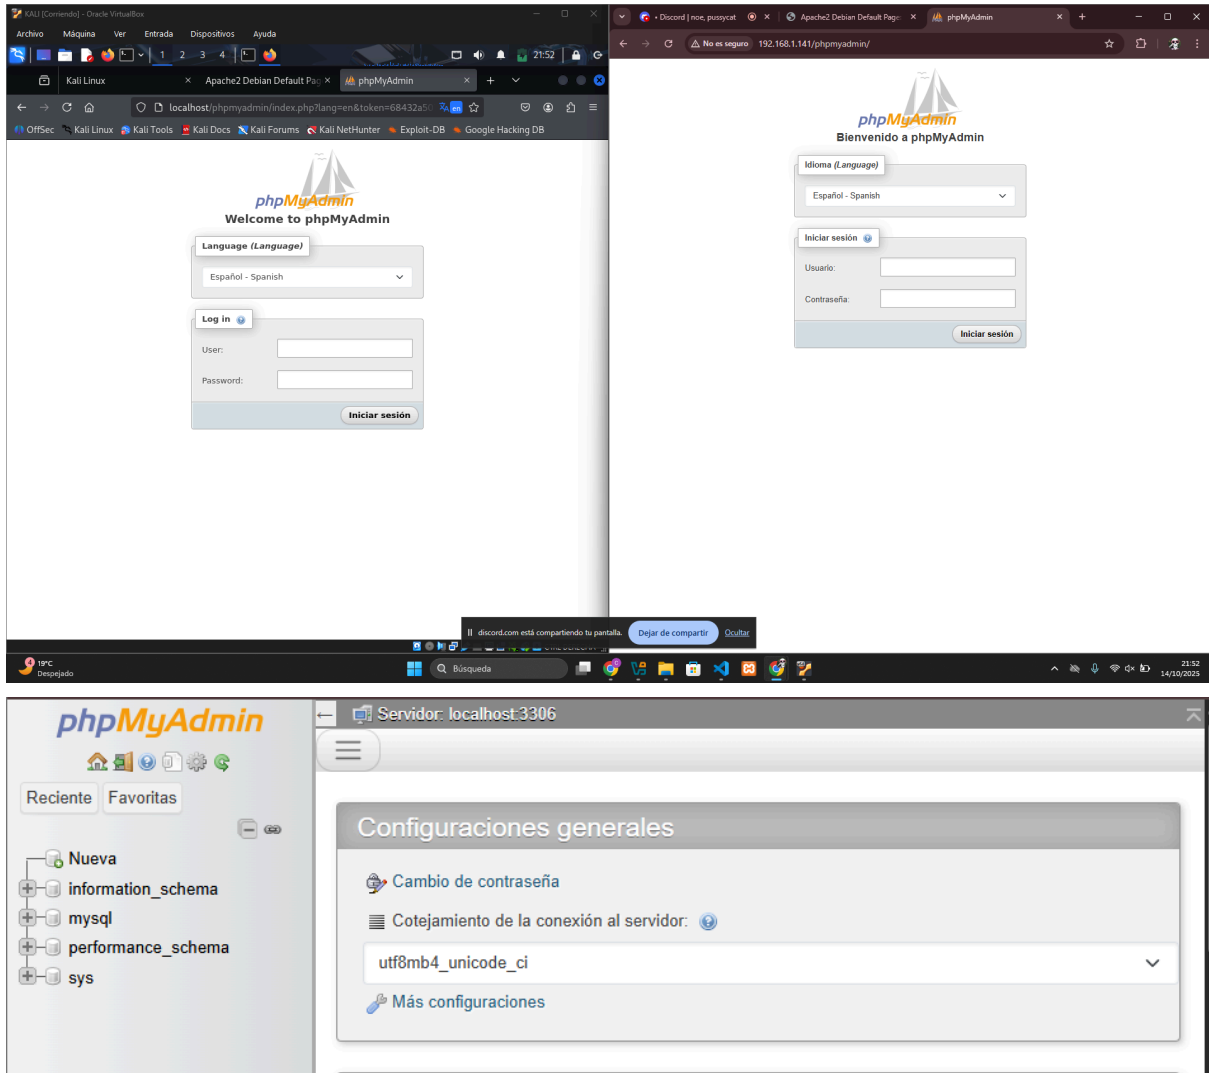 KALI [Corriendo] - Oracle VirtualBox
Archivo Máquina Ver Entrada Dispositivos Ayuda
1 2 3 4 21:52
Kali Linux × Apache2 Debian Default Pag × phpMyAdmin × +
localhost/phpmyadmin/index.php?lang=en&token=68432a50 en
OffSec Kali Linux Kali Tools Kali Docs Kali Forums Kali NetHunter Exploit-DB Google Hacking DB
phpMyAdmin
Welcome to phpMyAdmin
Language (Language)
Español - Spanish
Log in
User:
Password:
Iniciar sesión
• Discord | noe, pussycat × Apache2 Debian Default Page: × phpMyAdmin × +
No es seguro 192.168.1.141/phpmyadmin/
phpMyAdmin
Bienvenido a phpMyAdmin
Idioma (Language)
Español - Spanish
Iniciar sesión
Usuario:
Contraseña:
Iniciar sesión
discord.com está compartiendo tu pantalla. Dejar de compartir Ocultar
19°C
Despejado
Búsqueda
21:52
14/10/2025
phpMyAdmin
Reciente Favoritas
Nueva
information_schema
mysql
performance_schema
sys
Servidor: localhost:3306
Configuraciones generales
Cambio de contraseña
Cotejamiento de la conexión al servidor:
utf8mb4_unicode_ci
Más configuraciones